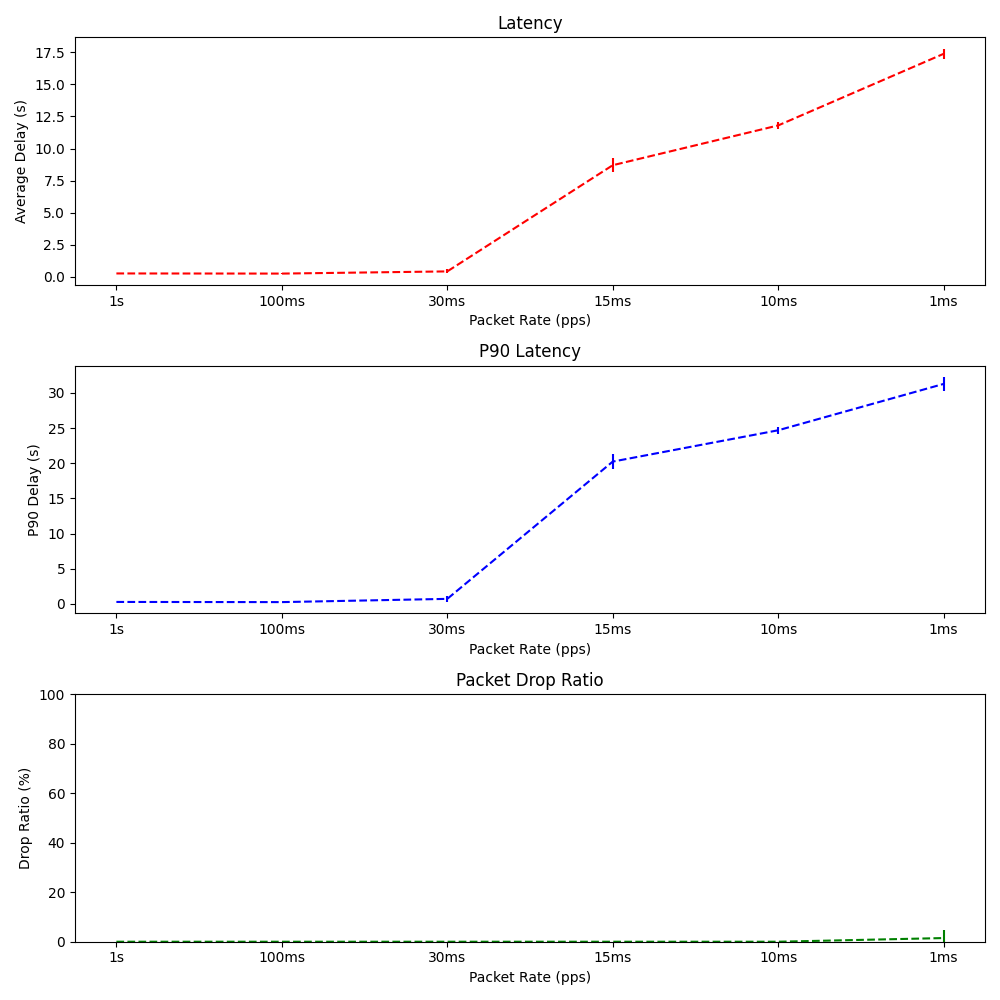 Latency
Average Delay (s)
17.5
15.0
12.5
10.0
7.5
5.0
2.5
0.0
1s 100ms 30ms 15ms 10ms 1ms
Packet Rate (pps)
P90 Latency
P90 Delay (s)
30
25
20
15
10
5
0
1s 100ms 30ms 15ms 10ms 1ms
Packet Rate (pps)
Packet Drop Ratio
Drop Ratio (%)
100
80
60
40
20
0
1s 100ms 30ms 15ms 10ms 1ms
Packet Rate (pps)